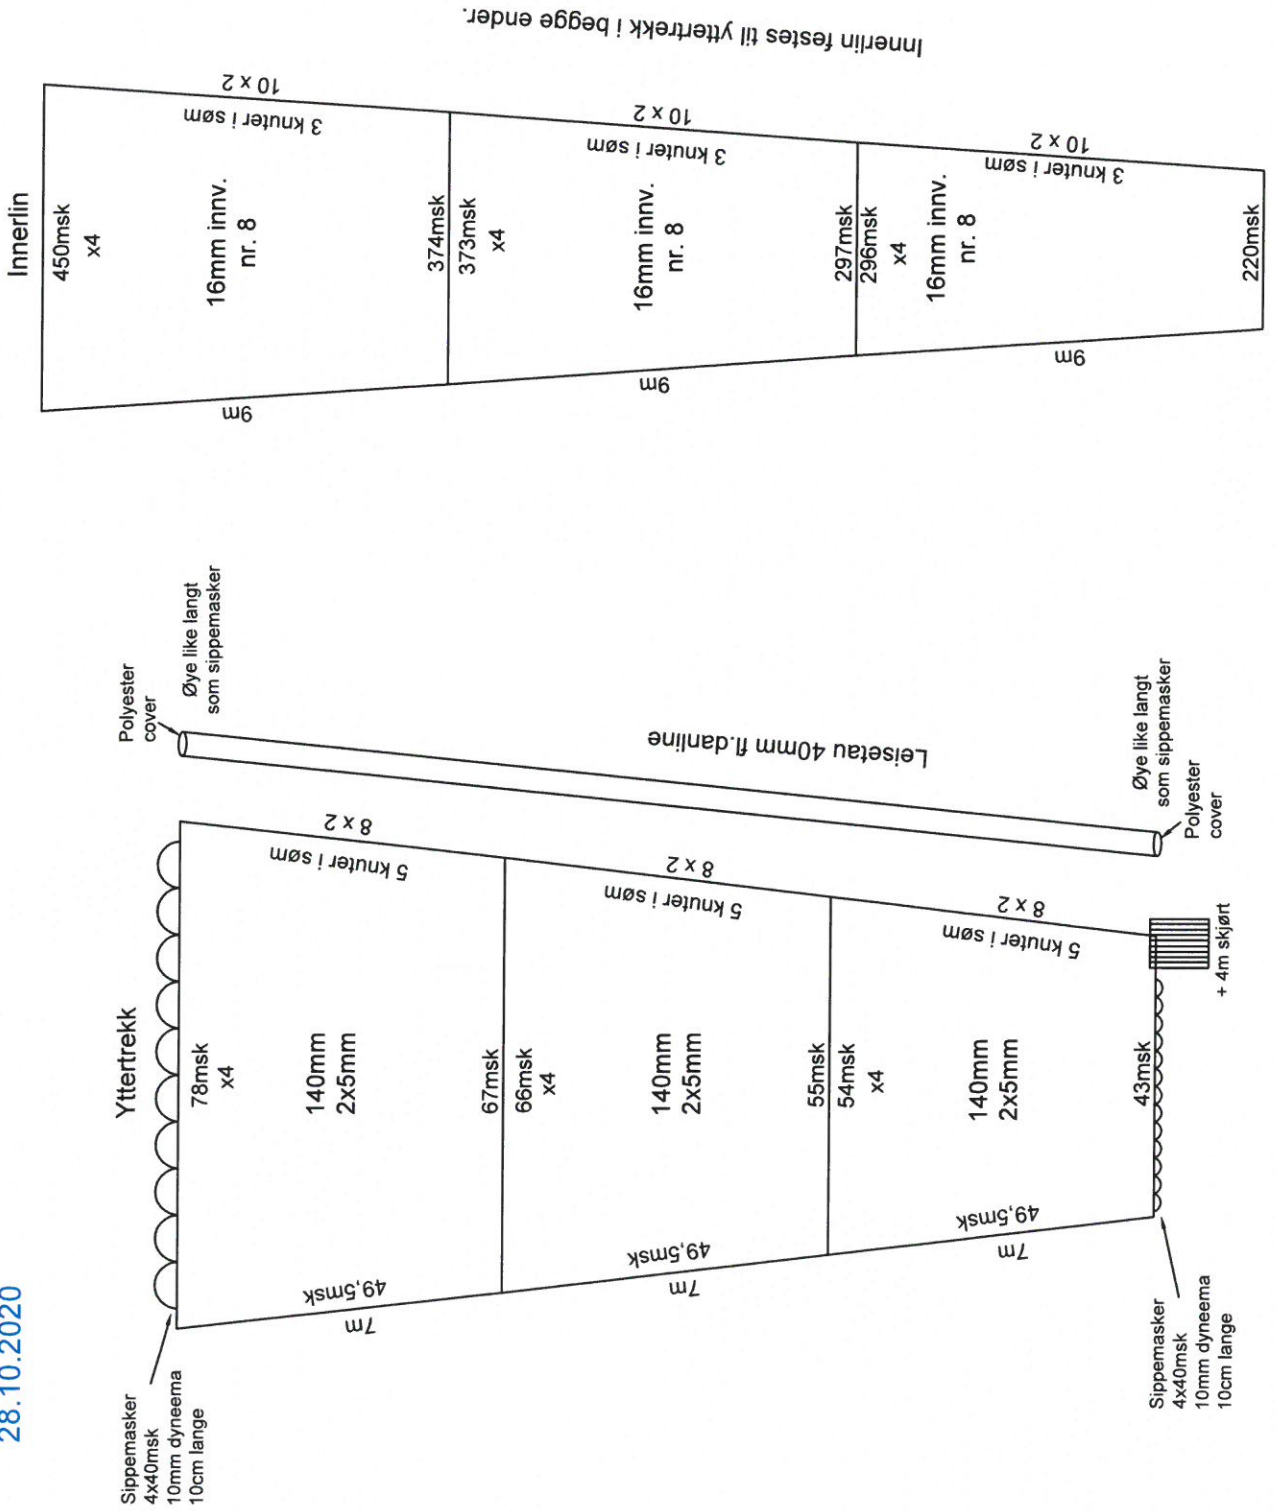 28.10.2020
Yttertrekk
Sippemasker
4x40msk
10mm dyneema
10cm lange
78msk
x4
140mm
2x5mm
67msk
66msk
x4
140mm
2x5mm
55msk
54msk
x4
140mm
2x5mm
43msk
49,5msk
7m
49,5msk
7m
49,5msk
7m
8 x 2
5 knuter i søm
8 x 2
5 knuter i søm
8 x 2
5 knuter i søm
+ 4m skjørt
Sippemasker
4x40msk
10mm dyneema
10cm lange
Polyester
cover
Øye like langt
som sippemasker
Leisetau 40mm fl.danline
Øye like langt
som sippemasker
Polyester
cover
Innerlin
450msk
x4
16mm innv.
nr. 8
374msk
373msk
x4
16mm innv.
nr. 8
297msk
296msk
x4
16mm innv.
nr. 8
220msk
9m
9m
9m
10 x 2
3 knuter i søm
10 x 2
3 knuter i søm
10 x 2
3 knuter i søm
Innerlin festes til yttertrekk i begge ender.